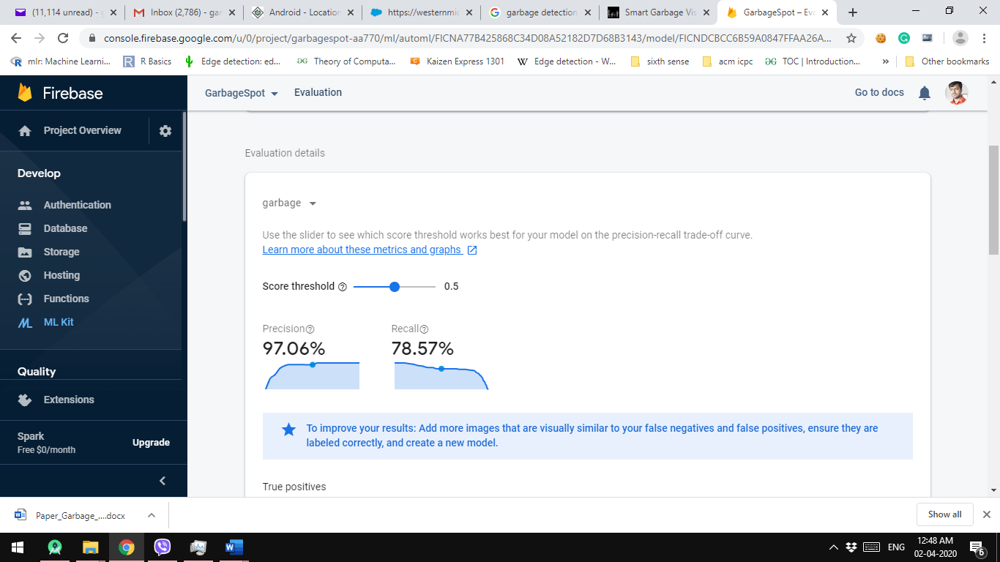 (11,114 unread) - g
Inbox (2,786) - gar
Android - Location
https://westernmic
garbage detection
Smart Garbage Vis
GarbageSpot – Eva
console.firebase.google.com/u/0/project/garbagespot-aa770/ml/automl/FICNA77B425868C34D08A52182D7D68B3143/model/FICNDCBCC6B59A0847FFAA26A...
mlr: Machine Learni...
R Basics
Edge detection: ed...
Theory of Computa...
Kaizen Express 1301
Edge detection - W...
sixth sense
acm icpc
TOC | Introduction...
»
Other bookmarks
Firebase
GarbageSpot
Evaluation
Go to docs
Project Overview
Develop
Authentication
Database
Storage
Hosting
Functions
ML Kit
Quality
Extensions
Spark
Free $0/month
Upgrade
Evaluation details
garbage
Use the slider to see which score threshold works best for your model on the precision-recall trade-off curve.
Learn more about these metrics and graphs
Score threshold
0.5
Precision
97.06%
Recall
78.57%
To improve your results: Add more images that are visually similar to your false negatives and false positives, ensure they are
labeled correctly, and create a new model.
True positives
Paper_Garbage_....docx
Show all
ENG
12:48 AM
02-04-2020
6